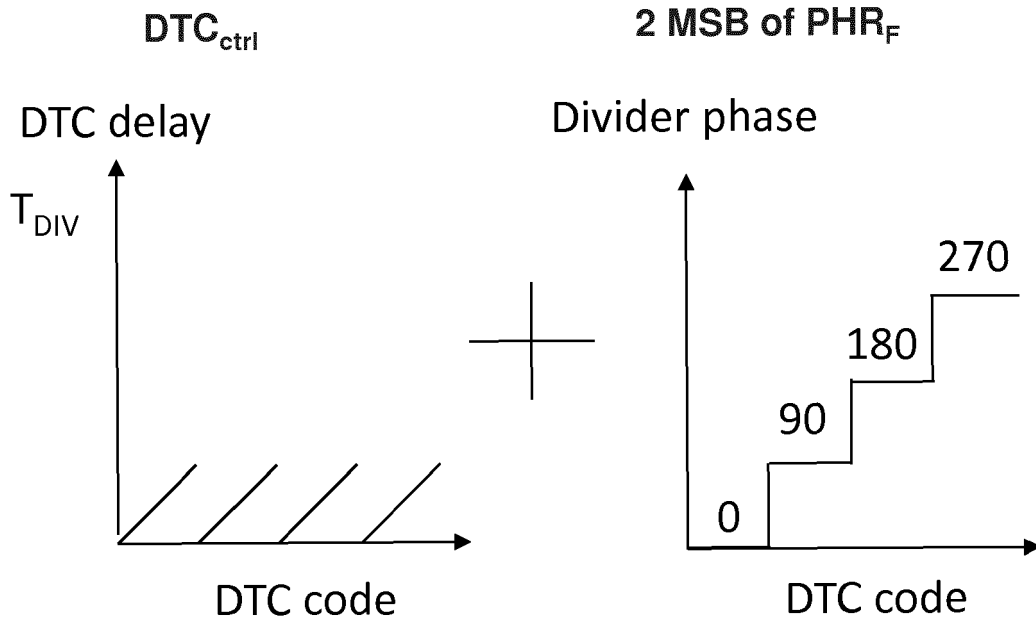 DTCctrl
2 MSB of PHRF
DTC delay
Divider phase
TDIV
270
180
90
0
DTC code
DTC code